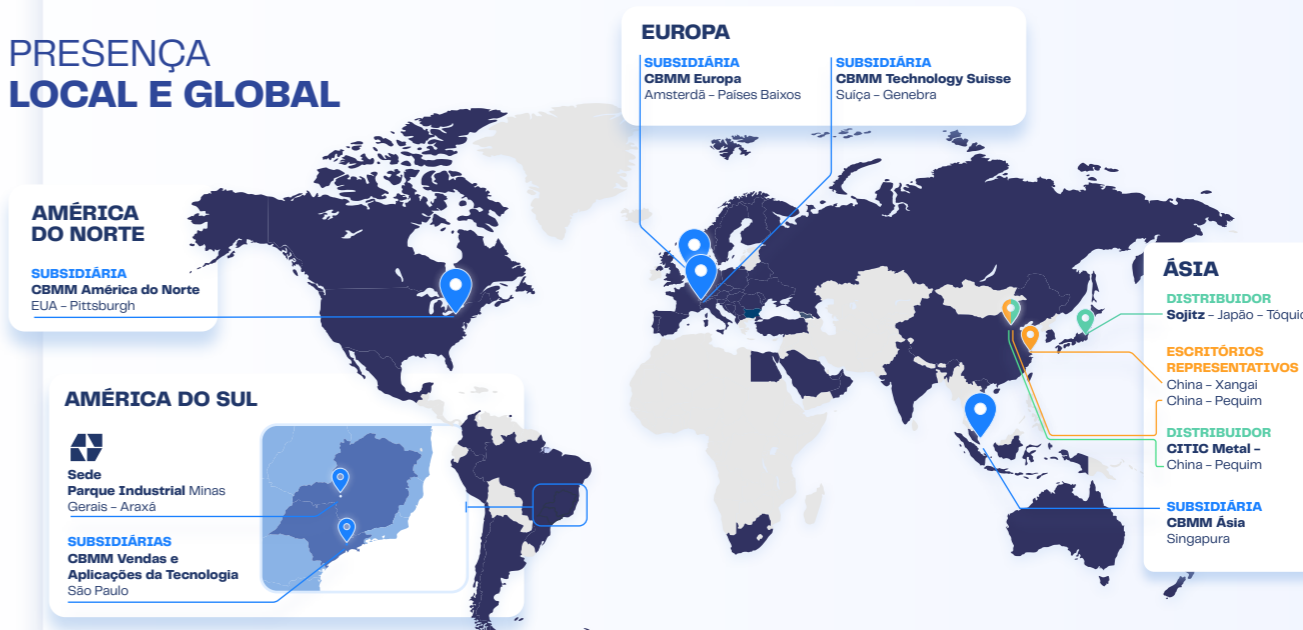 PRESENÇA
LOCAL E GLOBAL
EUROPA
SUBSIDIÁRIA
CBMM Europa
Amsterdã – Países Baixos
SUBSIDIÁRIA
CBMM Technology Suisse
Suíça – Genebra
AMÉRICA
DO NORTE
SUBSIDIÁRIA
CBMM América do Norte
EUA – Pittsburgh
AMÉRICA DO SUL
Sede
Parque Industrial Minas
Gerais – Araxá
SUBSIDIÁRIAS
CBMM Vendas e
Aplicações da Tecnologia
São Paulo
ÁSIA
DISTRIBUIDOR
Sojitz – Japão – Tóquio
ESCRITÓRIOS
REPRESENTATIVOS
China – Xangai
China – Pequim
DISTRIBUIDOR
CITIC Metal –
China – Pequim
SUBSIDIÁRIA
CBMM Ásia
Singapura